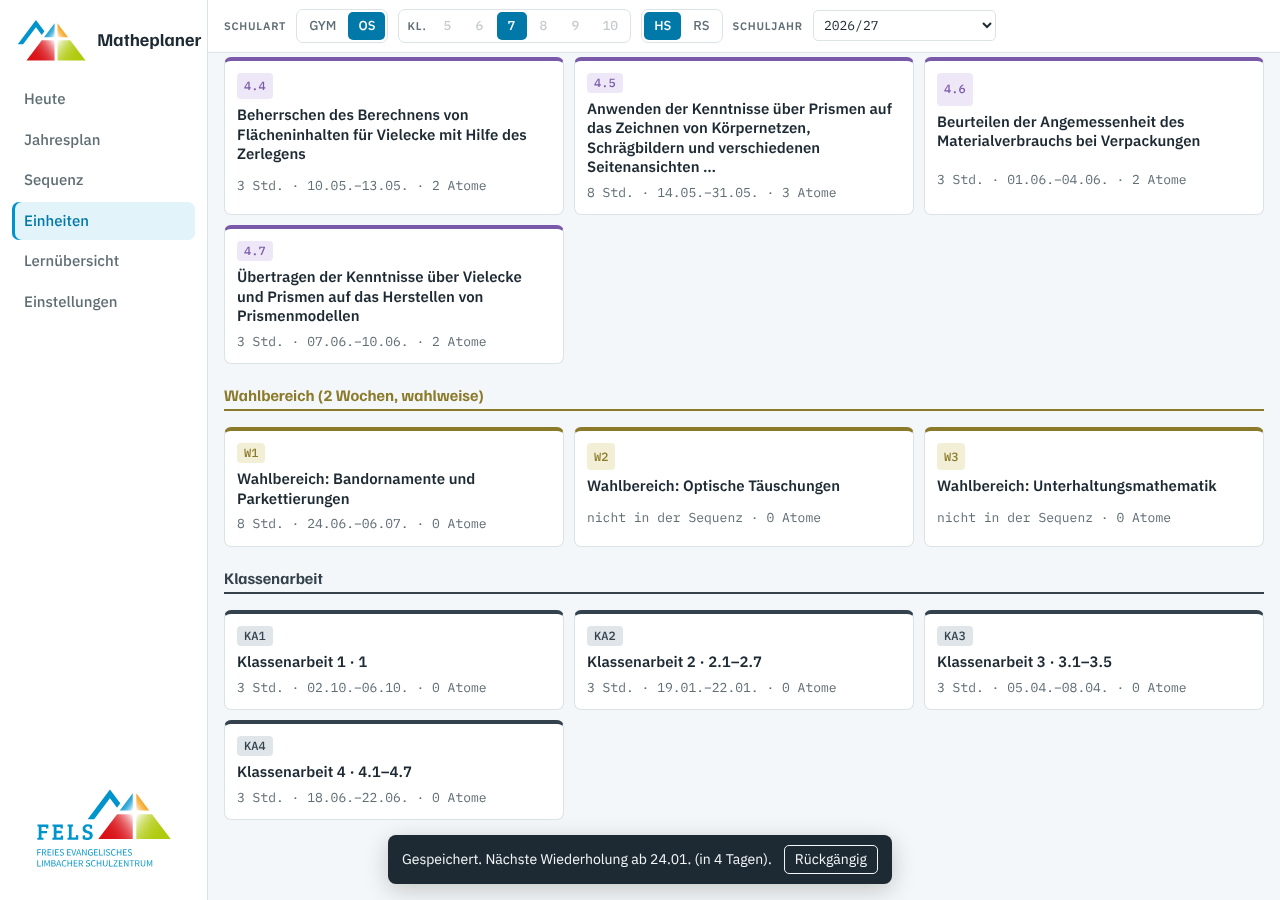 Matheplaner
SCHULART GYM OS KL. 5 6 7 8 9 10 HS RS SCHULJAHR 2026/27
Heute
Jahresplan
Sequenz
Einheiten
Lernübersicht
Einstellungen
4.4
Beherrschen des Berechnens von
Flächeninhalten für Vielecke mit Hilfe des
Zerlegens
3 Std. · 10.05.–13.05. · 2 Atome
4.5
Anwenden der Kenntnisse über Prismen auf
das Zeichnen von Körpernetzen,
Schrägbildern und verschiedenen
Seitenansichten ...
8 Std. · 14.05.–31.05. · 3 Atome
4.6
Beurteilen der Angemessenheit des
Materialverbrauchs bei Verpackungen
3 Std. · 01.06.–04.06. · 2 Atome
4.7
Übertragen der Kenntnisse über Vielecke
und Prismen auf das Herstellen von
Prismenmodellen
3 Std. · 07.06.–10.06. · 2 Atome
Wahlbereich (2 Wochen, wahlweise)
W1
Wahlbereich: Bandornamente und
Parkettierungen
8 Std. · 24.06.–06.07. · 0 Atome
W2
Wahlbereich: Optische Täuschungen
nicht in der Sequenz · 0 Atome
W3
Wahlbereich: Unterhaltungsmathematik
nicht in der Sequenz · 0 Atome
Klassenarbeit
KA1
Klassenarbeit 1 · 1
3 Std. · 02.10.–06.10. · 0 Atome
KA2
Klassenarbeit 2 · 2.1–2.7
3 Std. · 19.01.–22.01. · 0 Atome
KA3
Klassenarbeit 3 · 3.1–3.5
3 Std. · 05.04.–08.04. · 0 Atome
KA4
Klassenarbeit 4 · 4.1–4.7
3 Std. · 18.06.–22.06. · 0 Atome
FELS
FREIES EVANGELISCHES
LIMBACHER SCHULZENTRUM
Gespeichert. Nächste Wiederholung ab 24.01. (in 4 Tagen). Rückgängig